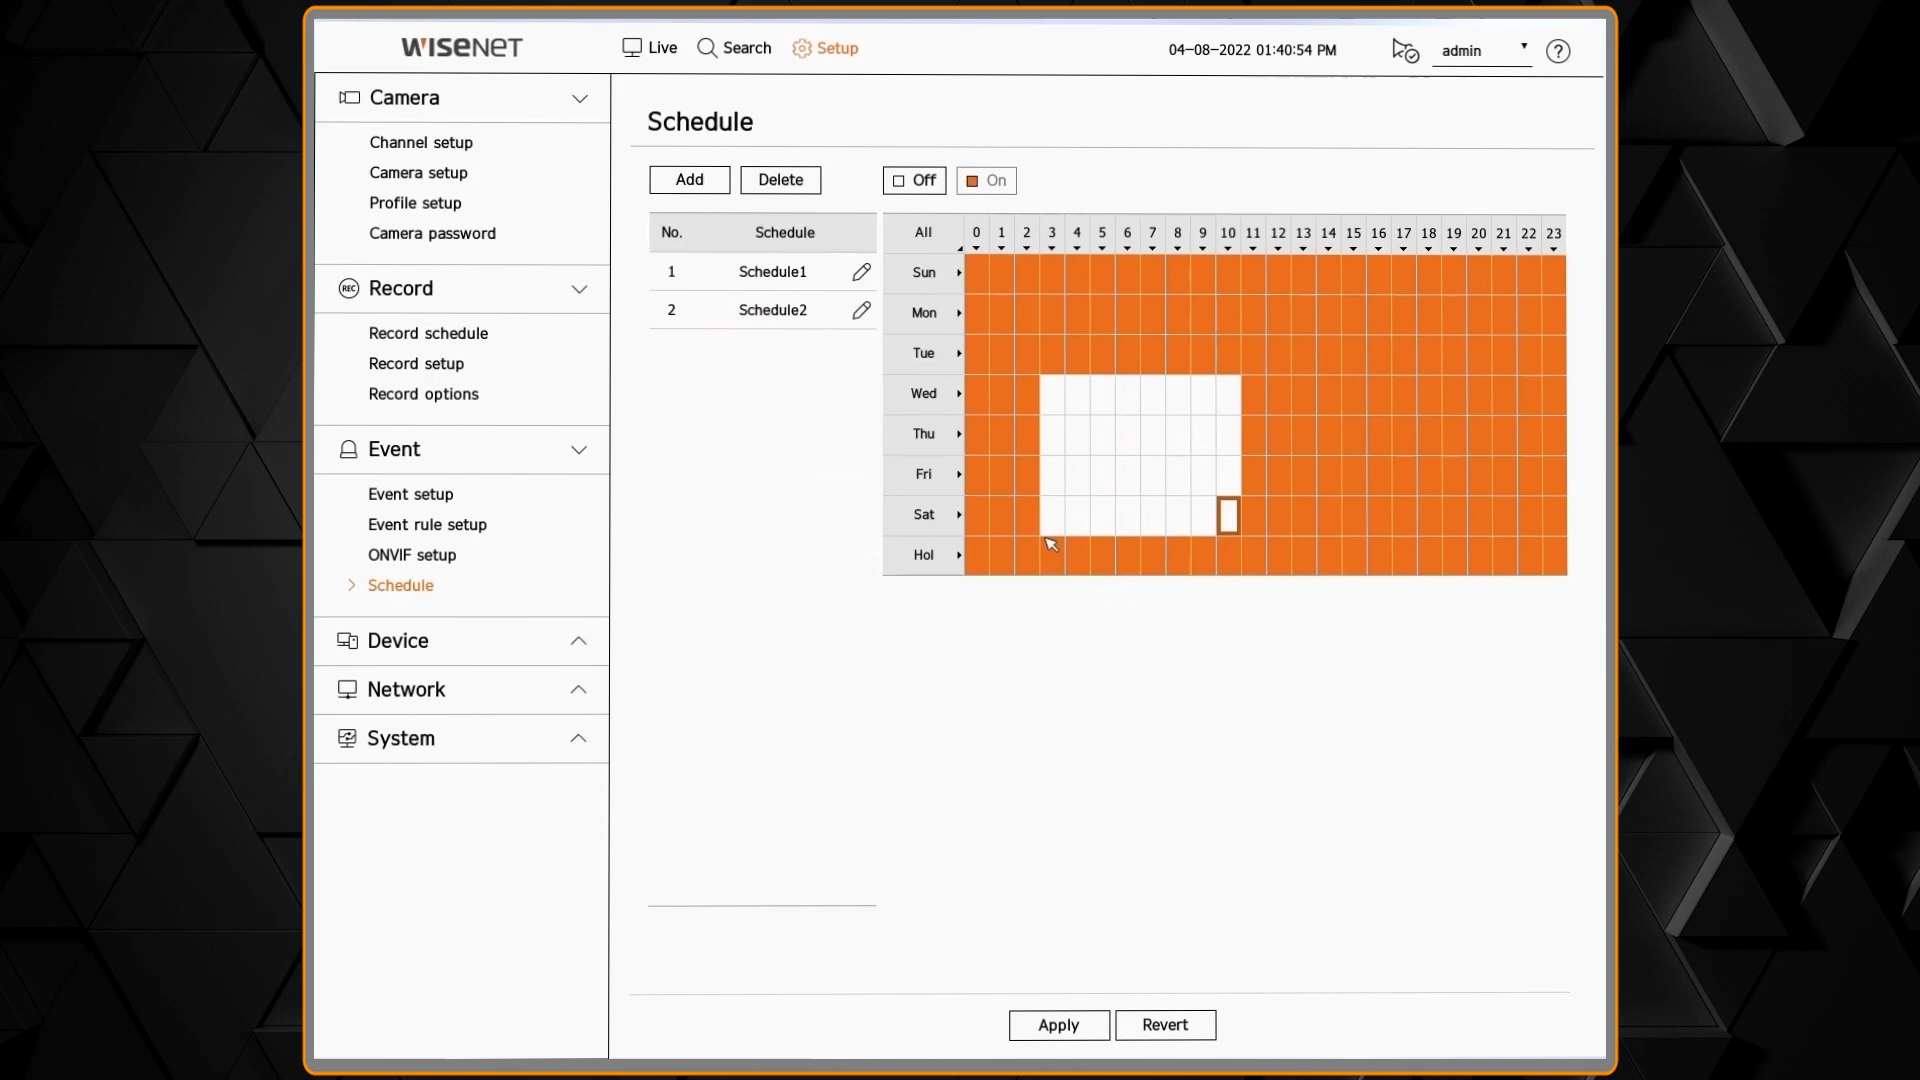 WISENET
Live Search Setup
04-08-2022 01:40:54 PM
admin
?
Camera
Channel setup
Camera setup
Profile setup
Camera password
REC Record
Record schedule
Record setup
Record options
Event
Event setup
Event rule setup
ONVIF setup
Schedule
Device
Network
System
Schedule
Add Delete
Off On
No. Schedule
1 Schedule1
2 Schedule2
All 0 1 2 3 4 5 6 7 8 9 10 11 12 13 14 15 16 17 18 19 20 21 22 23
Sun
Mon
Tue
Wed
Thu
Fri
Sat
Hol
Apply Revert